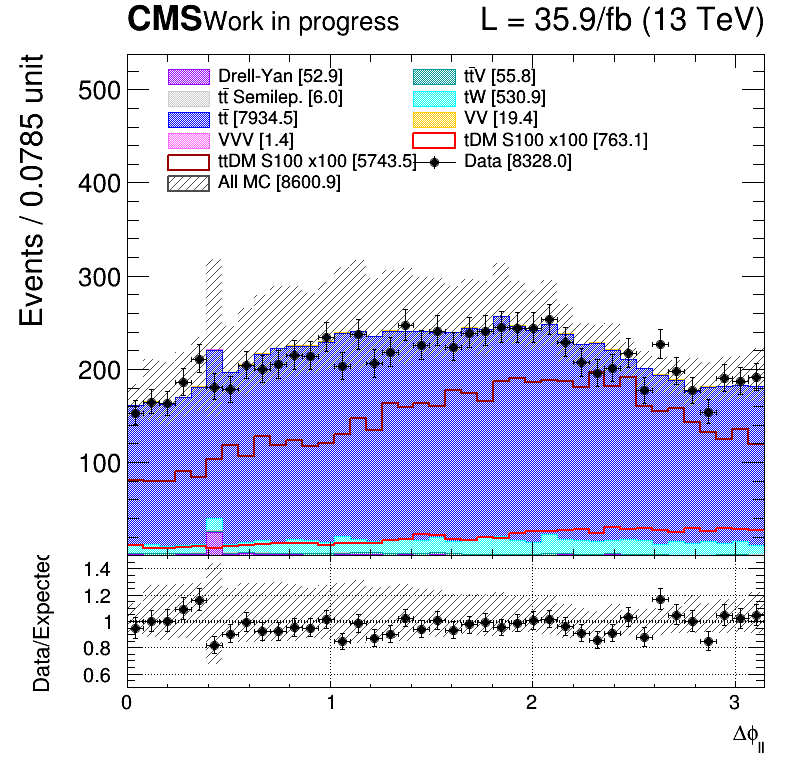 CMS Work in progress L = 35.9/fb (13 TeV)
Events / 0.0785 unit
500
400
300
200
100
Drell-Yan [52.9] tt̄V [55.8]
tt̄ Semilep. [6.0] tW [530.9]
tt̄ [7934.5] VV [19.4]
VVV [1.4] tDM S100 x100 [763.1]
ttDM S100 x100 [5743.5] Data [8328.0]
All MC [8600.9]
Data/Expected
1.4
1.2
1
0.8
0.6
0 1 2 3
Δϕ_ll